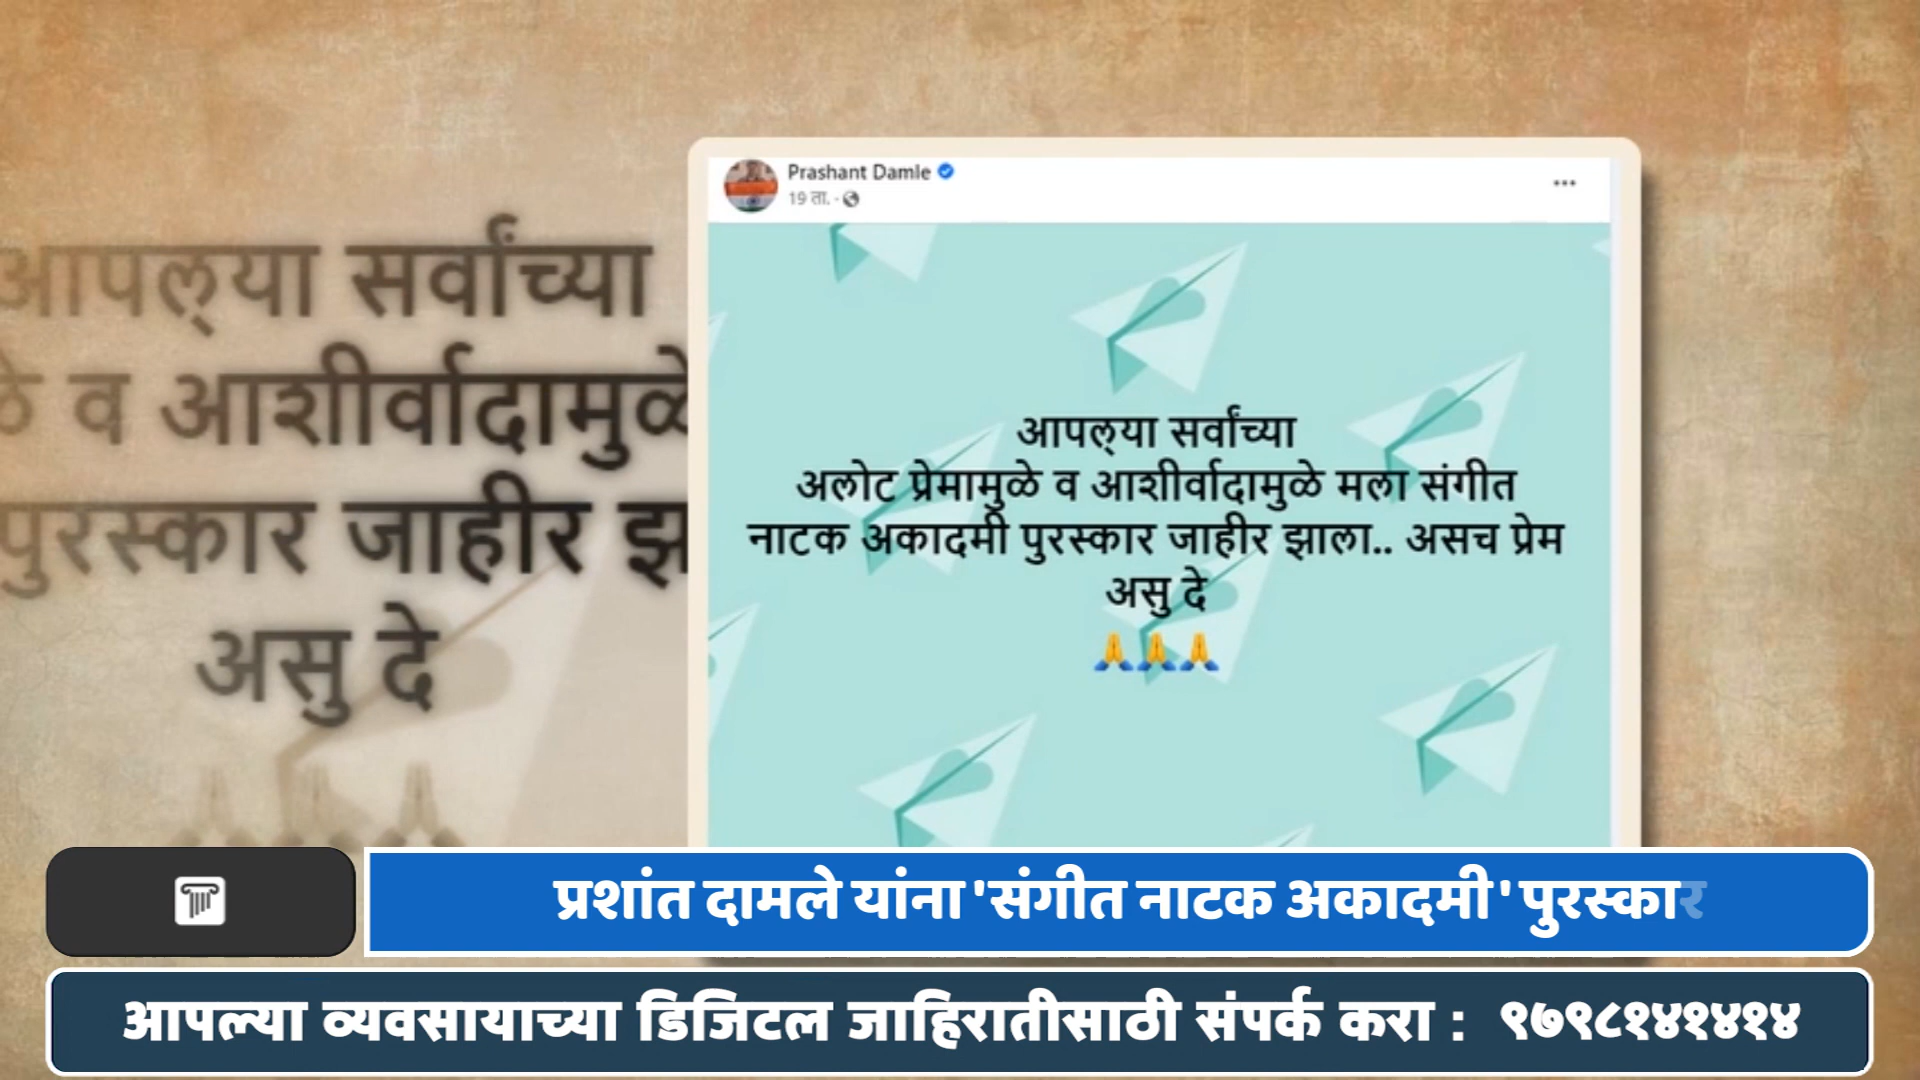 Prashant Damle
19 ता.
आपल्या सर्वांच्या
अलोट प्रेमामुळे व आशीर्वादामुळे मला संगीत
नाटक अकादमी पुरस्कार जाहीर झाला.. असच प्रेम
असु दे
🙏🙏🙏
आपल्या सर्वांच्या
व आशीर्वादामुळे
पुरस्कार जाहीर
असु दे
प्रशांत दामले यांना 'संगीत नाटक अकादमी' पुरस्कार
आपल्या व्यवसायाच्या डिजिटल जाहिरातीसाठी संपर्क करा : ९७९८१४१४१४